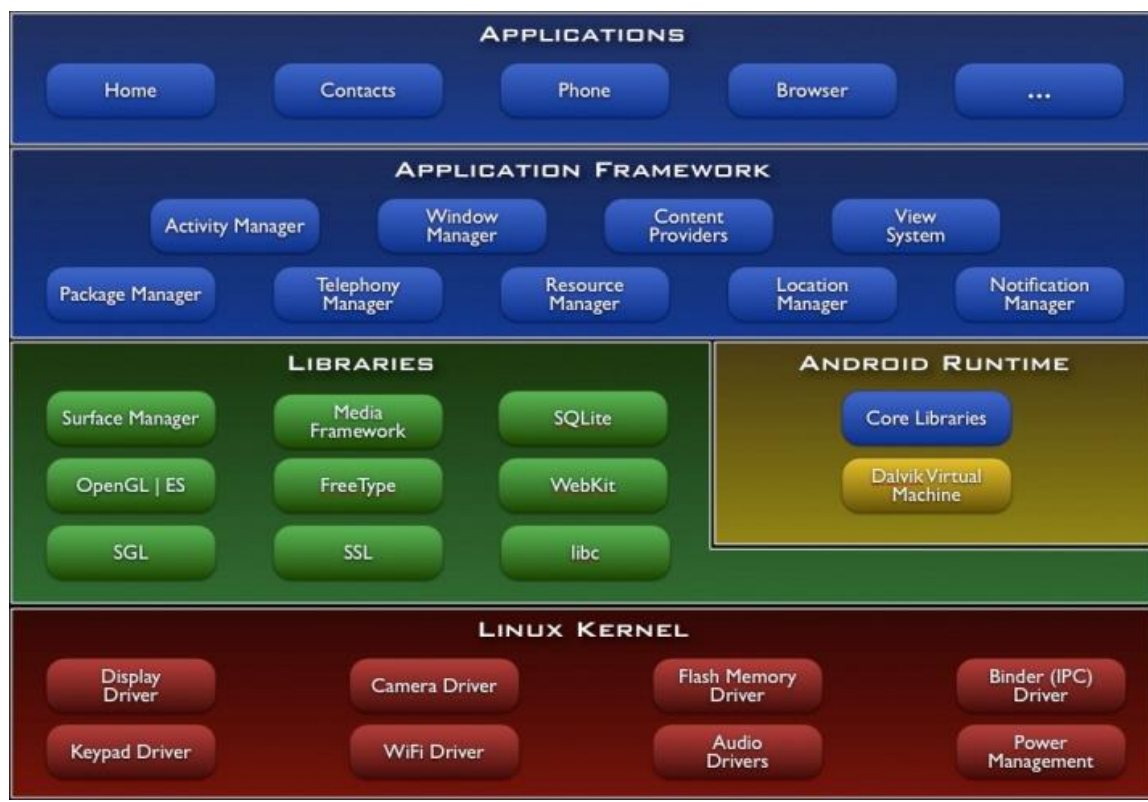 APPLICATIONS
Home
Contacts
Phone
Browser
...
APPLICATION FRAMEWORK
Activity Manager
Window
Manager
Content
Providers
View
System
Package Manager
Telephony
Manager
Resource
Manager
Location
Manager
Notification
Manager
LIBRARIES
Surface Manager
Media
Framework
SQLite
OpenGL | ES
FreeType
WebKit
SGL
SSL
libc
ANDROID RUNTIME
Core Libraries
Dalvik Virtual
Machine
LINUX KERNEL
Display
Driver
Camera Driver
Flash Memory
Driver
Binder (IPC)
Driver
Keypad Driver
WiFi Driver
Audio
Drivers
Power
Management